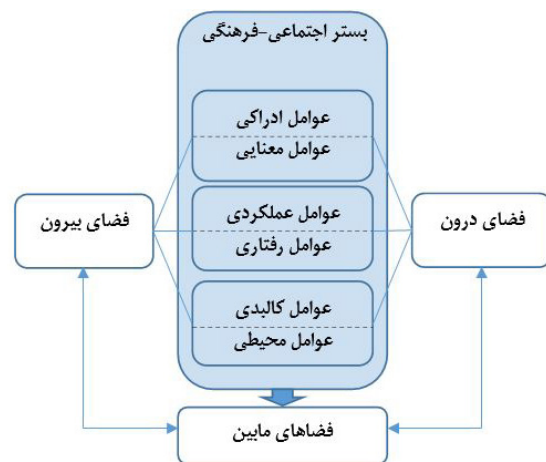 بستر اجتماعی-فرهنگی
عوامل ادراکی
عوامل معنایی
فضای درون
عوامل عملکردی
عوامل رفتاری
فضای بیرون
عوامل کالبدی
عوامل محیطی
فضاهای مابین